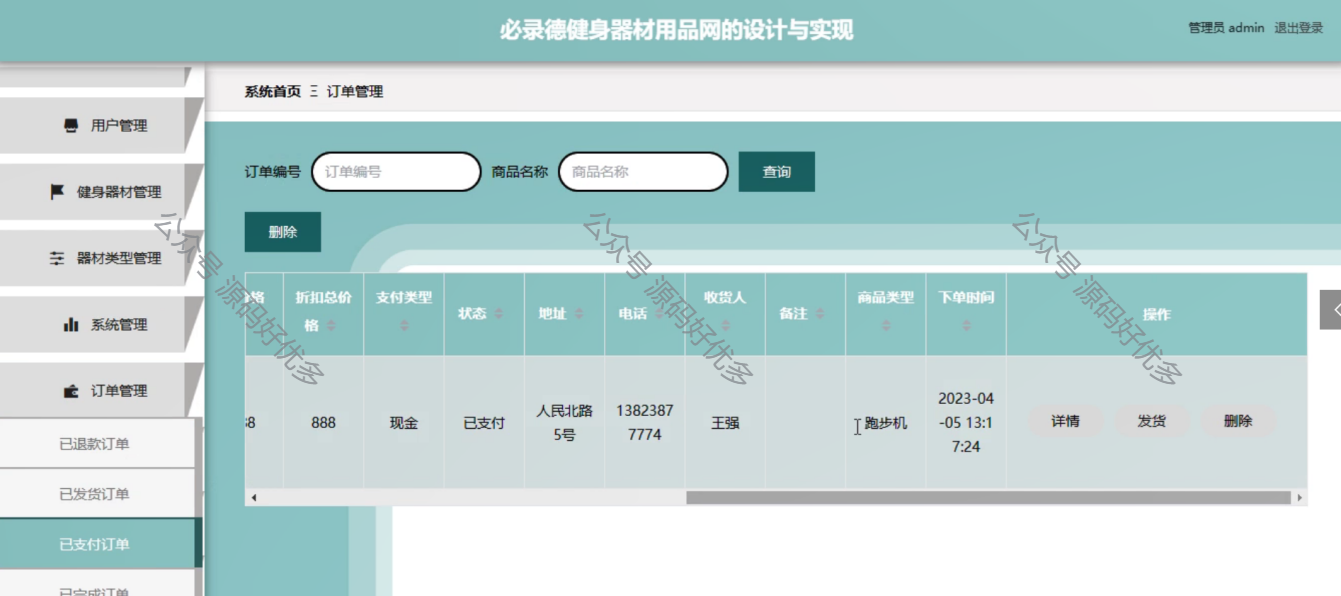 必录德健身器材用品网的设计与实现
管理员 admin 退出登录
系统首页 Ξ 订单管理
用户管理
健身器材管理
器材类型管理
系统管理
订单管理
已退款订单
已发货订单
已支付订单
已完成订单
订单编号 订单编号 商品名称 商品名称 查询
删除
格 折扣总价格 支付类型 状态 地址 电话 收货人 备注 商品类型 下单时间 操作
888 现金 已支付 人民北路5号 13823877774 王强 跑步机 2023-04-05 13:17:24 详情 发货 删除
公众号 源码好优多
公众号 源码好优多
公众号 源码好优多